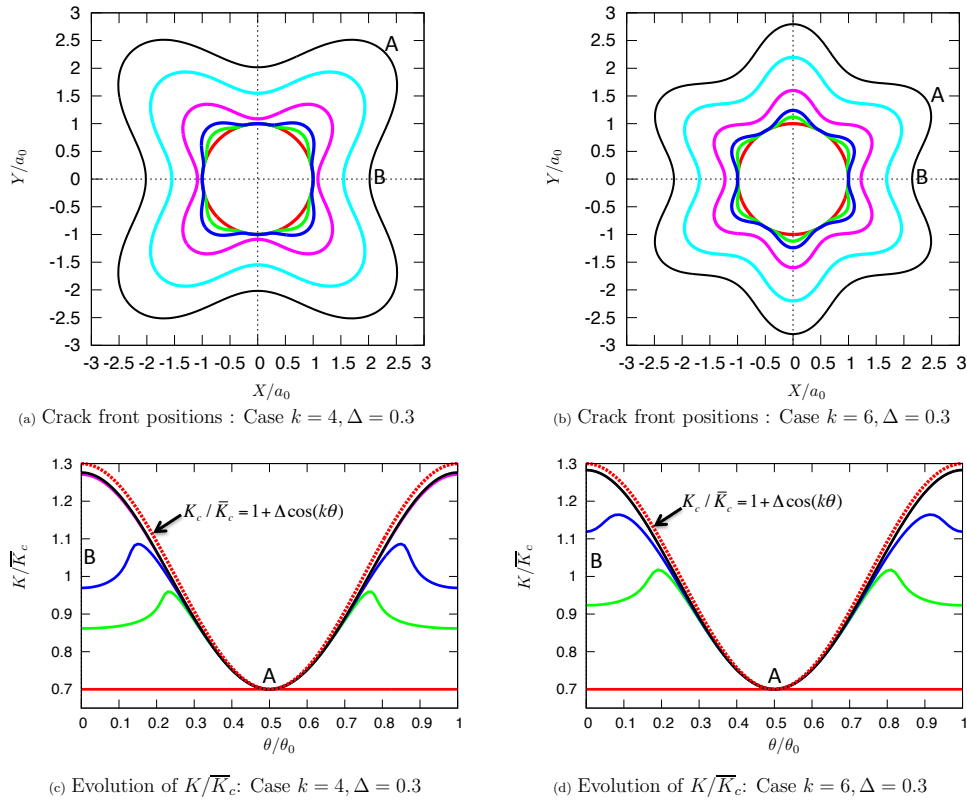 3
2.5
2
1.5
1
0.5
0
-0.5
-1
-1.5
-2
-2.5
-3
Y/a₀
A
B
-3 -2.5 -2 -1.5 -1 -0.5 0 0.5 1 1.5 2 2.5 3
X/a₀
(a) Crack front positions : Case k = 4, Δ = 0.3
3
2.5
2
1.5
1
0.5
0
-0.5
-1
-1.5
-2
-2.5
-3
Y/a₀
A
B
-3 -2.5 -2 -1.5 -1 -0.5 0 0.5 1 1.5 2 2.5 3
X/a₀
(b) Crack front positions : Case k = 6, Δ = 0.3
1.3
1.2
1.1
1
0.9
0.8
0.7
K/K̅c
B
K_c / K̅_c = 1 + Δcos(kθ)
A
0 0.1 0.2 0.3 0.4 0.5 0.6 0.7 0.8 0.9 1
θ/θ₀
(c) Evolution of K/K̅_c: Case k = 4, Δ = 0.3
1.3
1.2
1.1
1
0.9
0.8
0.7
K/K̅c
B
K_c / K̅_c = 1 + Δcos(kθ)
A
0 0.1 0.2 0.3 0.4 0.5 0.6 0.7 0.8 0.9 1
θ/θ₀
(d) Evolution of K/K̅_c: Case k = 6, Δ = 0.3